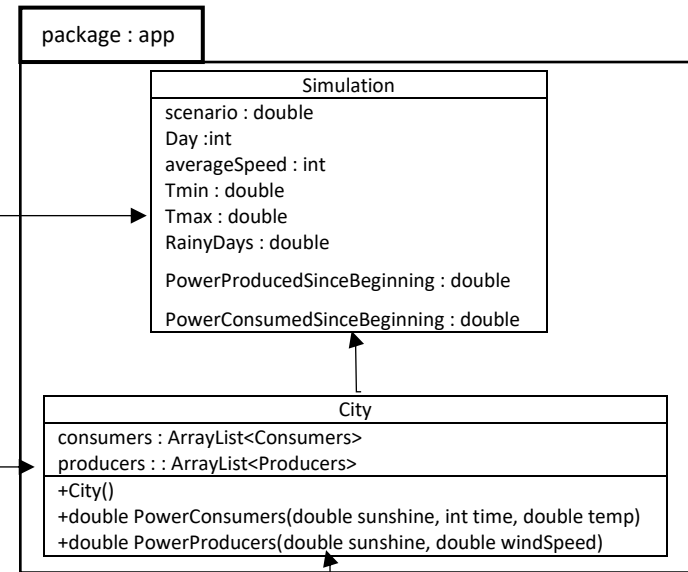 package : app
Simulation
scenario : double
Day :int
averageSpeed : int
Tmin : double
Tmax : double
RainyDays : double
PowerProducedSinceBeginning : double
PowerConsumedSinceBeginning : double
City
consumers : ArrayList<Consumers>
producers : : ArrayList<Producers>
+City()
+double PowerConsumers(double sunshine, int time, double temp)
+double PowerProducers(double sunshine, double windSpeed)